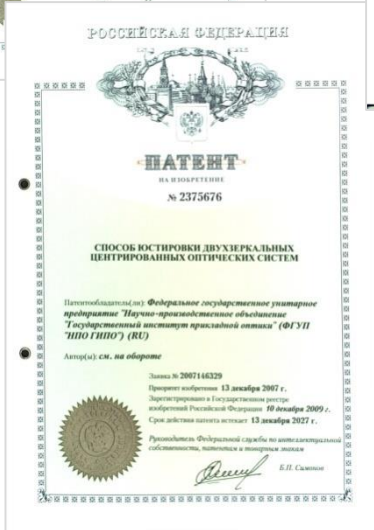 РОССИЙСКАЯ ФЕДЕРАЦИЯ
ПАТЕНТ
НА ИЗОБРЕТЕНИЕ
№ 2375676
СПОСОБ ЮСТИРОВКИ ДВУХЗЕРКАЛЬНЫХ
ЦЕНТРИРОВАННЫХ ОПТИЧЕСКИХ СИСТЕМ
Патентообладатель(ли): Федеральное государственное унитарное
предприятие "Научно-производственное объединение
"Государственный институт прикладной оптики" (ФГУП
"НПО ГИПО") (RU)
Автор(ы): см. на обороте
Заявка № 2007146329
Приоритет изобретения 13 декабря 2007 г.
Зарегистрировано в Государственном реестре
изобретений Российской Федерации 10 декабря 2009 г.
Срок действия патента истекает 13 декабря 2027 г.
Руководитель Федеральной службы по интеллектуальной
собственности, патентам и товарным знакам
Б.П. Симонов